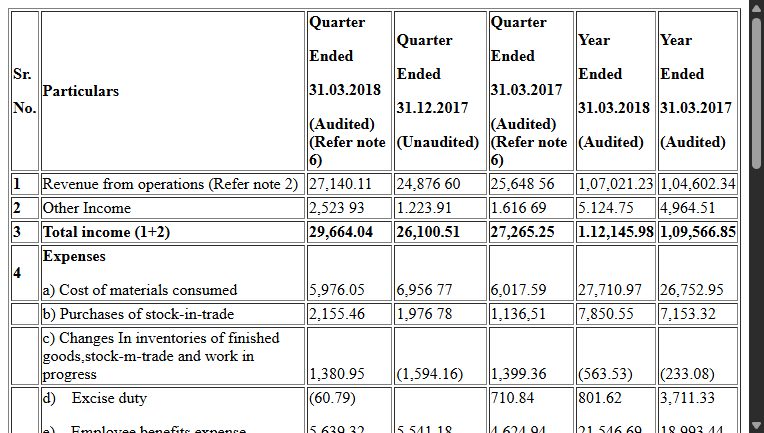 Sr. No. Particulars Quarter Ended 31.03.2018 (Audited) (Refer note 6) Quarter Ended 31.12.2017 (Unaudited) Quarter Ended 31.03.2017 (Audited) (Refer note 6) Year Ended 31.03.2018 (Audited) Year Ended 31.03.2017 (Audited)
1 Revenue from operations (Refer note 2) 27,140.11 24,876 60 25,648 56 1,07,021.23 1,04,602.34
2 Other Income 2,523 93 1.223.91 1.616 69 5.124.75 4,964.51
3 Total income (1+2) 29,664.04 26,100.51 27,265.25 1.12,145.98 1,09,566.85
4 Expenses
a) Cost of materials consumed 5,976.05 6,956 77 6,017.59 27,710.97 26,752.95
b) Purchases of stock-in-trade 2,155.46 1,976 78 1,136,51 7,850.55 7,153.32
c) Changes In inventories of finished
goods,stock-m-trade and work in
progress 1,380.95 (1,594.16) 1,399.36 (563.53) (233.08)
d) Excise duty (60.79) 710.84 801.62 3,711.33
e) Employee benefits expense 5,639.32 5,541.18 4,624.94 21,546.69 18,993.44